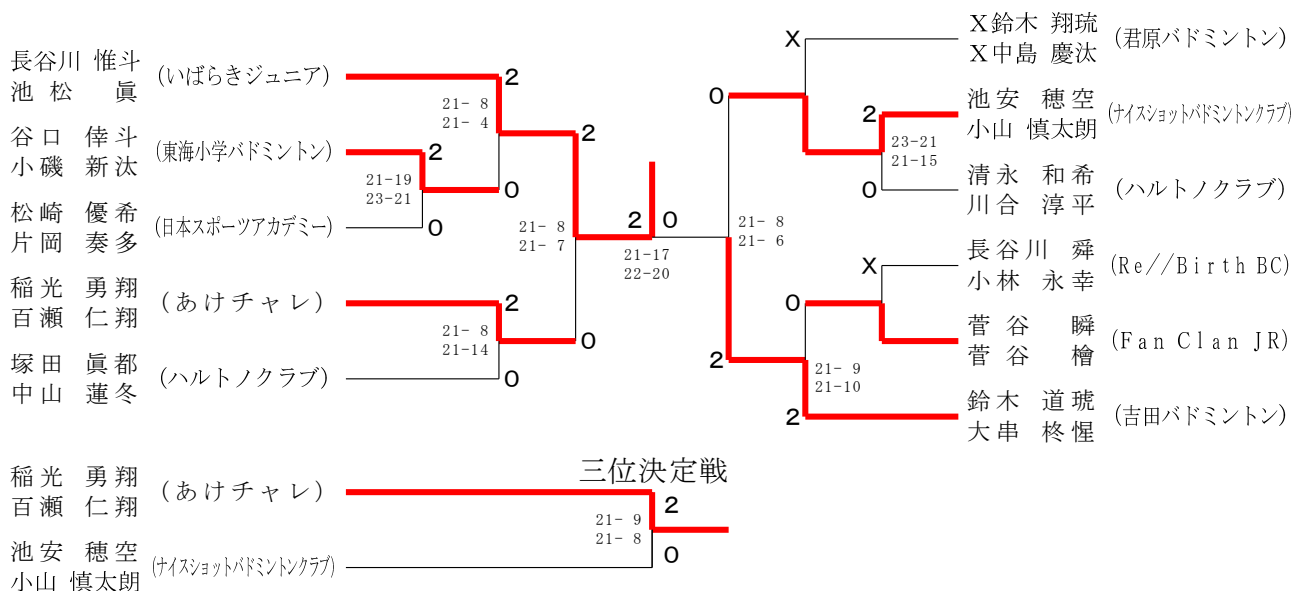 長谷川 惟斗
池松 眞
(いばらきジュニア)
2
21- 8
21- 4
谷口 倖斗
小磯 新汰
(東海小学バドミントン)
2
0
21-19
23-21
松崎 優希
片岡 奏多
(日本スポーツアカデミー)
0
2
21- 8
21- 7
稲光 勇翔
百瀬 仁翔
(あけチャレ)
2
0
21- 8
21-14
塚田 眞都
中山 蓮冬
(ハルトノクラブ)
0
2 0
21-17
22-20
X鈴木 翔琉
X中島 慶汰
(君原バドミントン)
X
0
池安 穂空
小山 慎太朗
(ナイスショットバドミントンクラブ)
2
23-21
21-15
清永 和希
川合 淳平
(ハルトノクラブ)
0
21- 8
21- 6
長谷川 舜
小林 永幸
(Re//Birth BC)
X
0
菅谷 瞬
菅谷 檜
(Fan Clan JR)
2
21- 9
21-10
鈴木 道琥
大串 柊惺
(吉田バドミントン)
2
三位決定戦
稲光 勇翔
百瀬 仁翔
(あけチャレ)
2
21- 9
21- 8
池安 穂空
小山 慎太朗
(ナイスショットバドミントンクラブ)
0